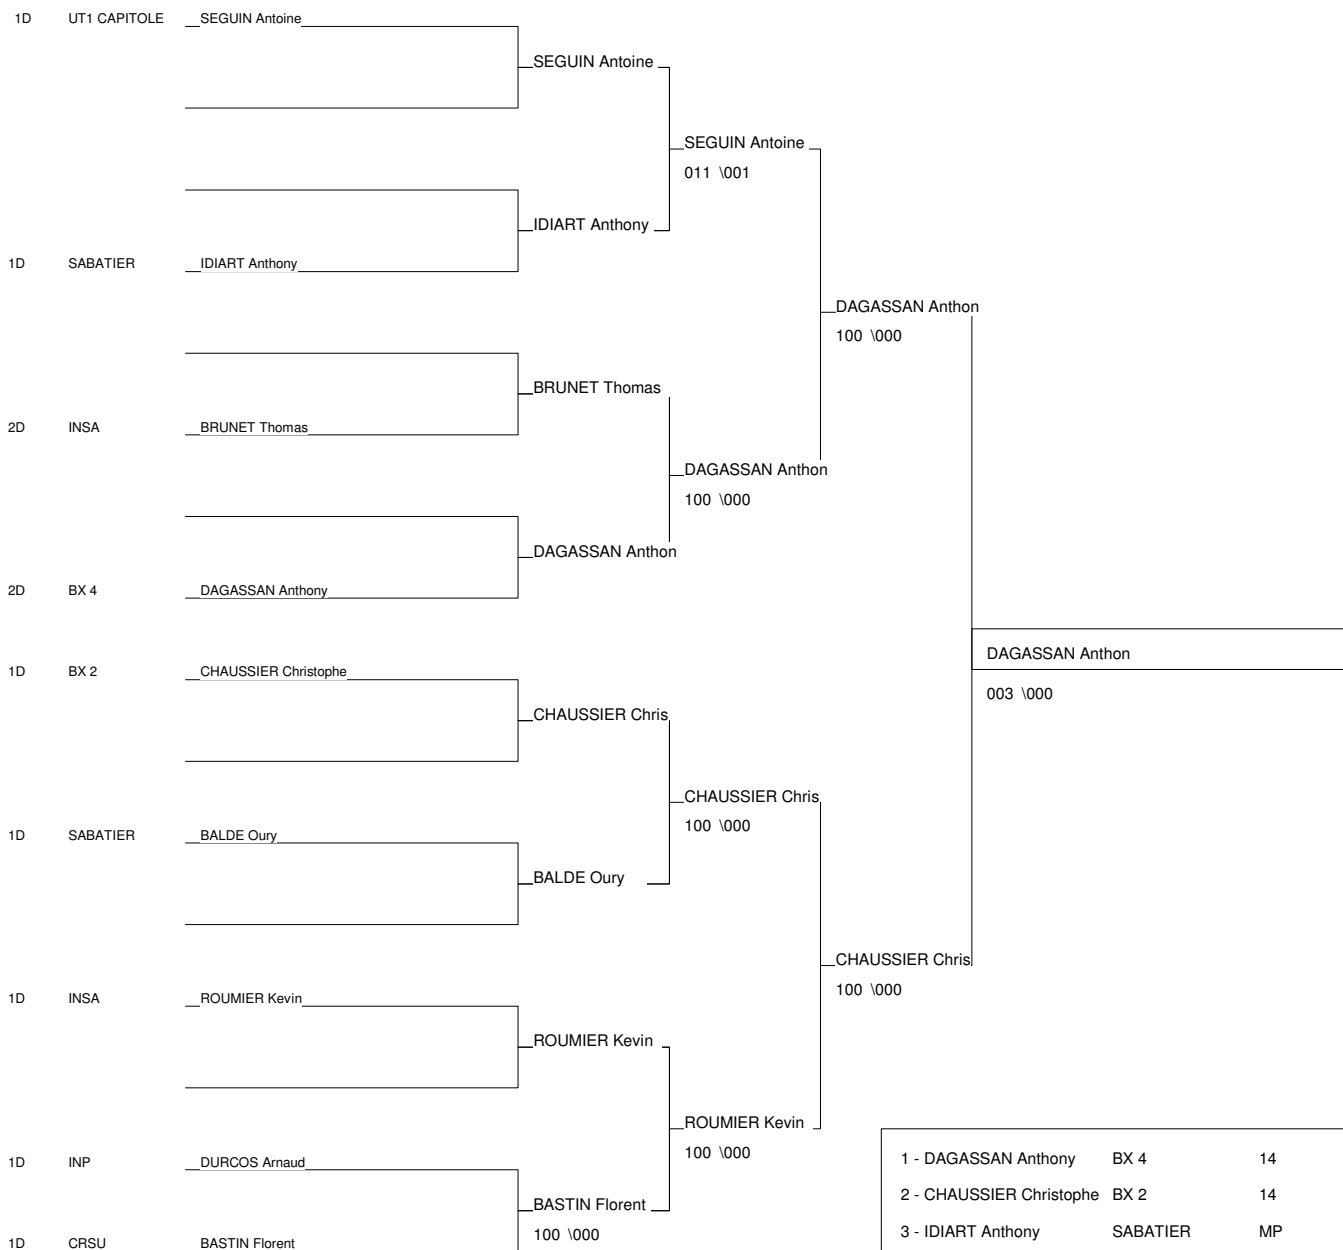 1D UT1 CAPITOLE SEGUIN Antoine
SEGUIN Antoine
SEGUIN Antoine
011 \001
IDIART Anthony
1D SABATIER IDIART Anthony
DAGASSAN Anthon
100 \000
BRUNET Thomas
2D INSA BRUNET Thomas
DAGASSAN Anthon
100 \000
DAGASSAN Anthon
2D BX 4 DAGASSAN Anthony
DAGASSAN Anthon
1D BX 2 CHAUSSIER Christophe
003 \000
CHAUSSIER Chris
CHAUSSIER Chris
100 \000
1D SABATIER BALDE Oury
BALDE Oury
CHAUSSIER Chris
100 \000
1D INSA ROUMIER Kevin
ROUMIER Kevin
ROUMIER Kevin
100 \000
1D INP DURCOS Arnaud
BASTIN Florent
100 \000
1D CRSU BASTIN Florent
1 - DAGASSAN Anthony BX 4 14
2 - CHAUSSIER Christophe BX 2 14
3 - IDIART Anthony SABATIER MP